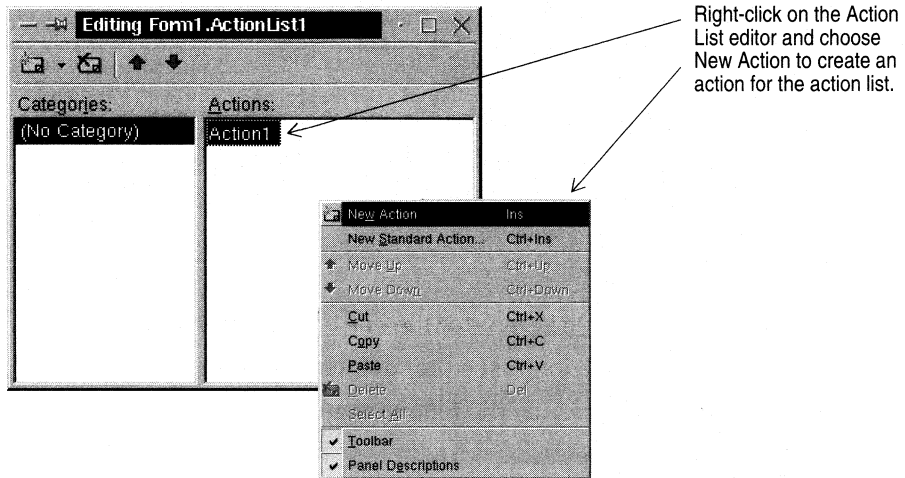 Editing Form1.ActionList1
Right-click on the Action
List editor and choose
New Action to create an
action for the action list.
Categories: Actions:
(No Category) Action1
New Action Ins
New Standard Action... Ctrl+Ins
Move Up Ctrl+Up
Move Down Ctrl+Down
Cut Ctrl+X
Copy Ctrl+C
Paste Ctrl+V
Delete Del
Select All
Toolbar
Panel Descriptions